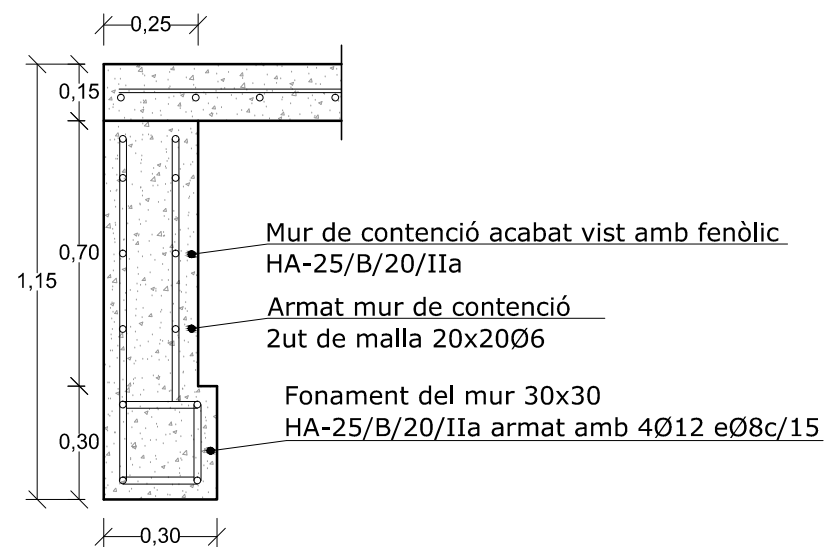 0,25
0,15
0,70
1,15
0,30
0,30
Mur de contenció acabat vist amb fenòlic
HA-25/B/20/IIa
Armat mur de contenció
2ut de malla 20x20Ø6
Fonament del mur 30x30
HA-25/B/20/IIa armat amb 4Ø12 eØ8c/15